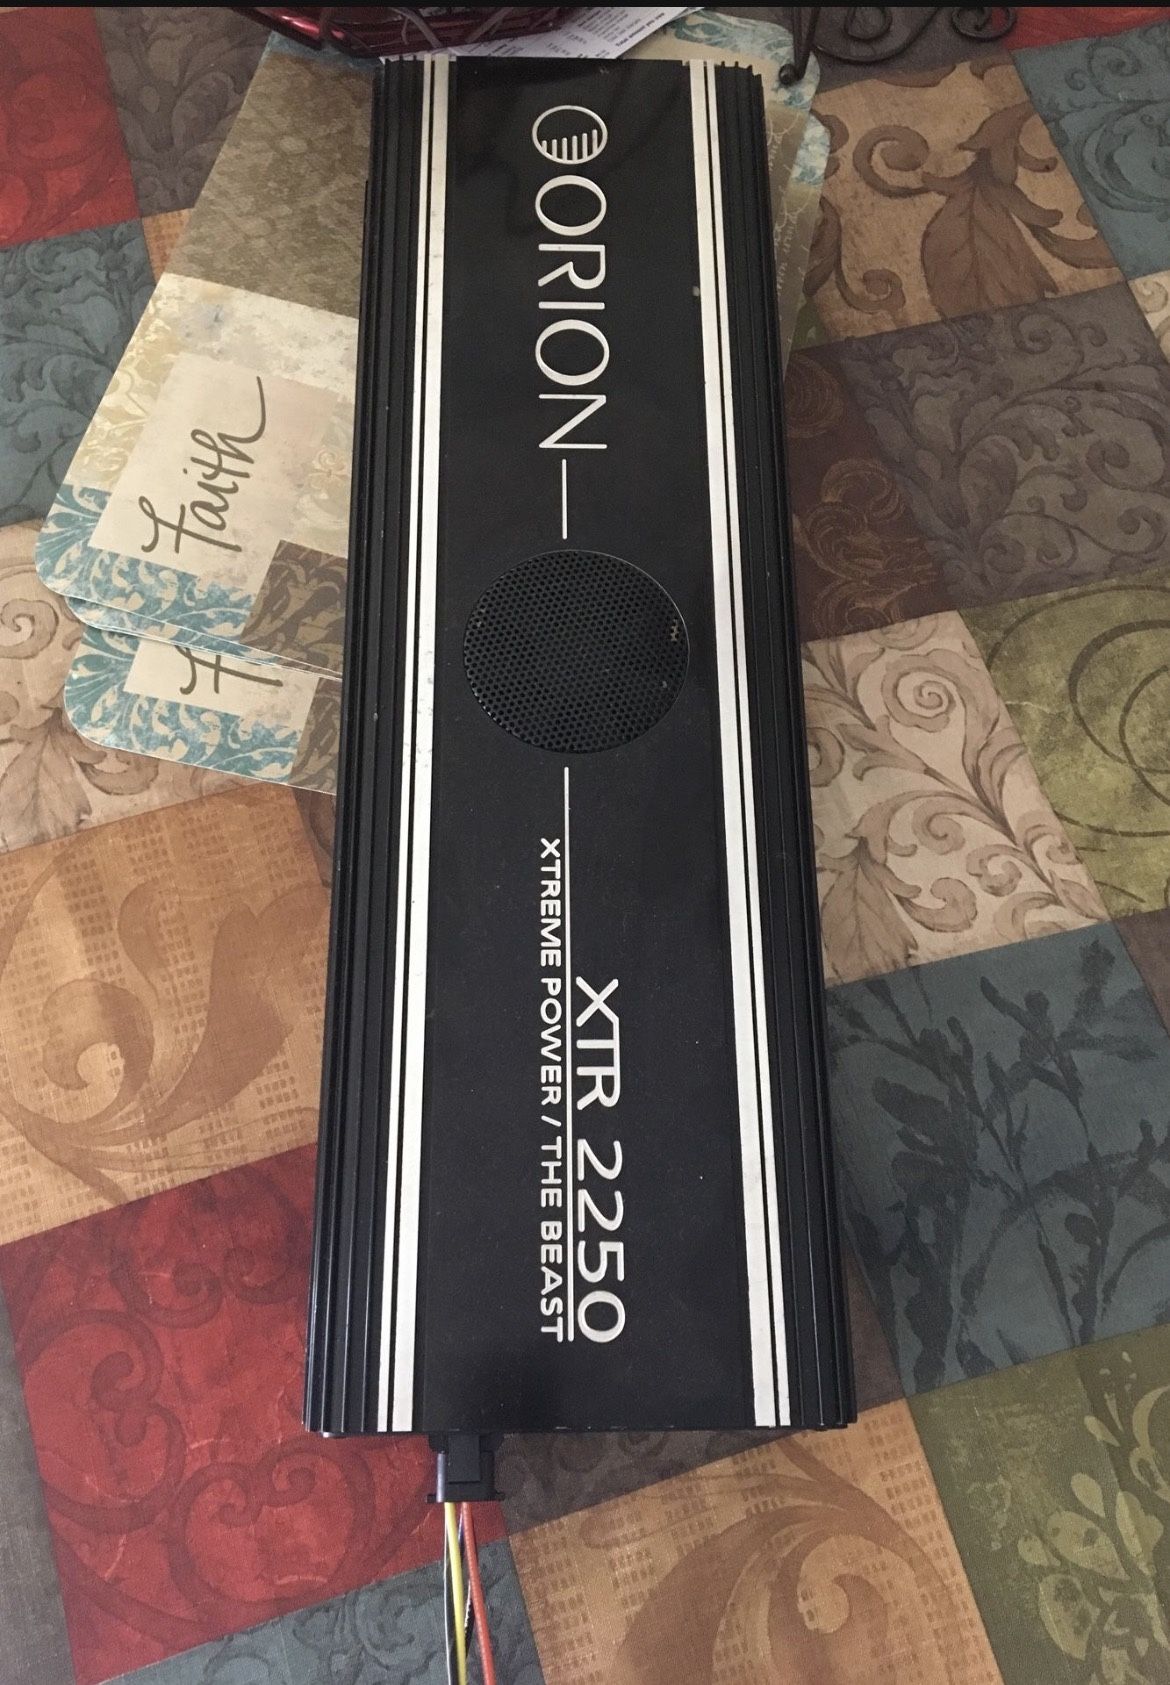 ORION
XTR 2250
XTREME POWER / THE BEAST
Faith